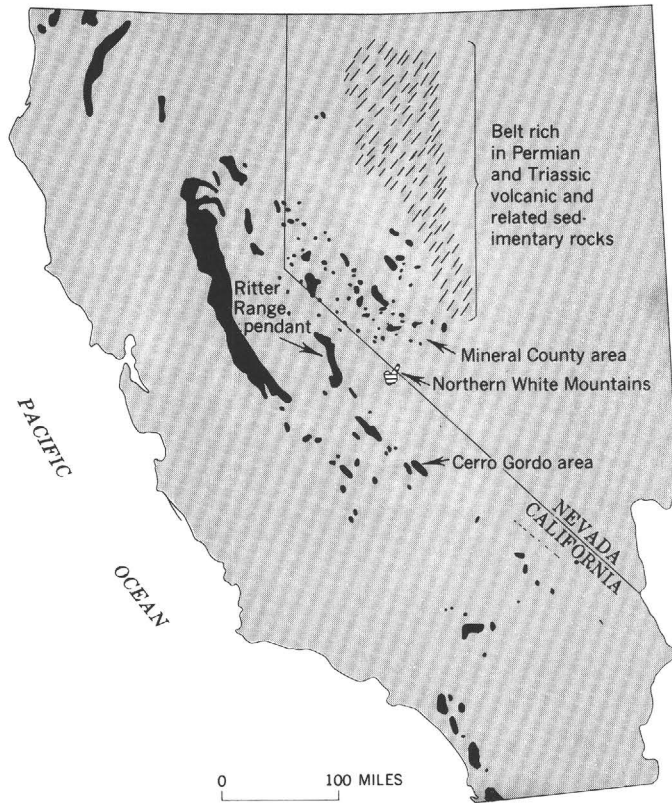 Belt rich
in Permian
and Triassic
volcanic and
related sed-
imentary rocks
Ritter
Range
pendant
Mineral County area
Northern White Mountains
Cerro Gordo area
PACIFIC
OCEAN
NEVADA
CALIFORNIA
0 100 MILES